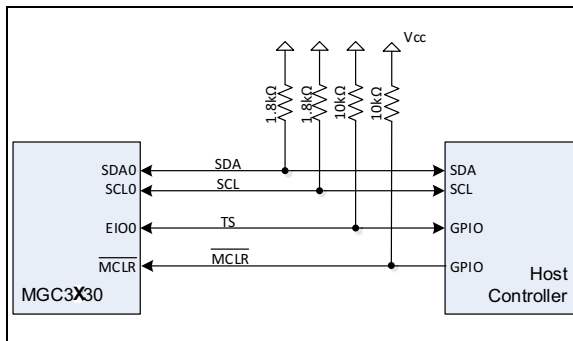 Vcc
1.8kΩ
1.8kΩ
10kΩ
10kΩ
SDA0
SDA
SDA
SCL0
SCL
SCL
EIO0
TS
GPIO
MCLR
MCLR
GPIO
MGC3X30
Host
Controller